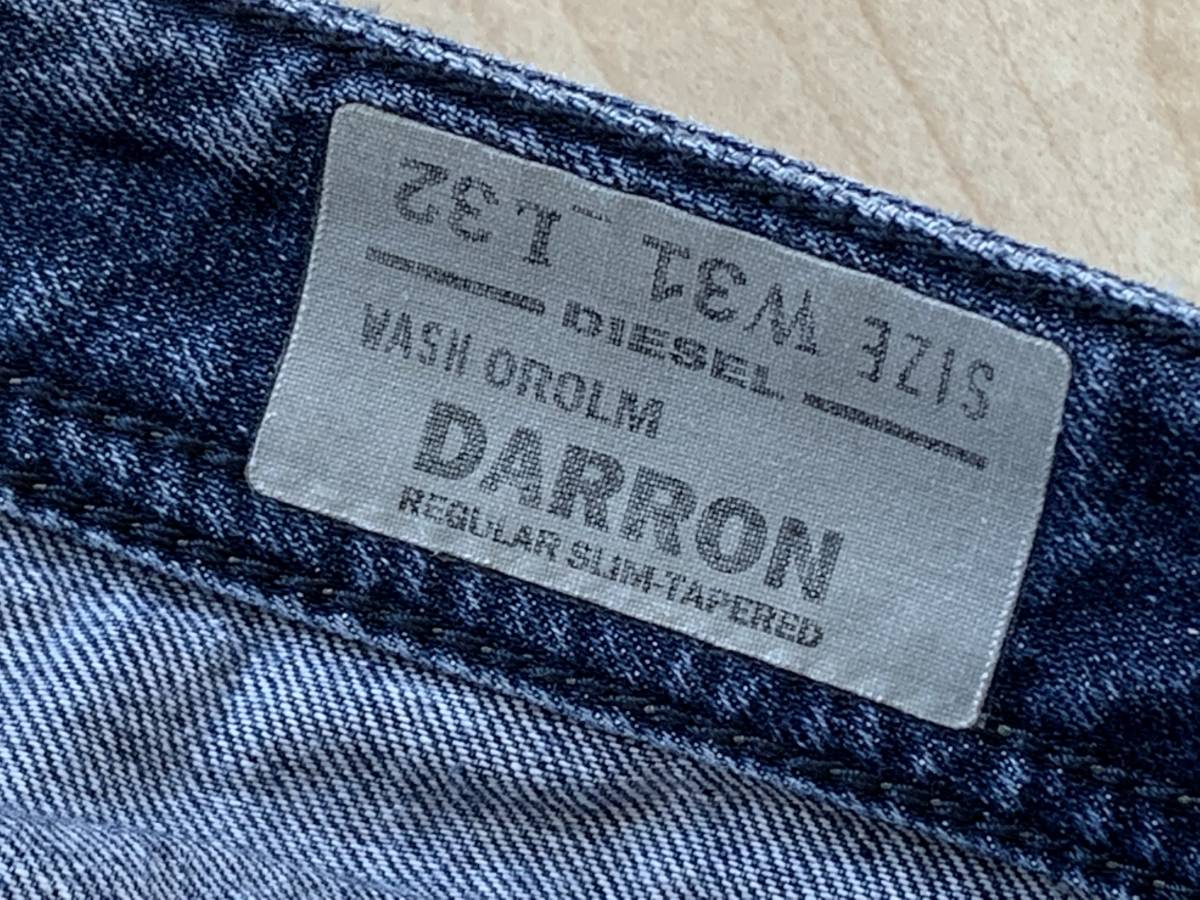 SIZE W31 L32
DIESEL
WASH OROLM
DARRON
REGULAR SLIM-TAPERED